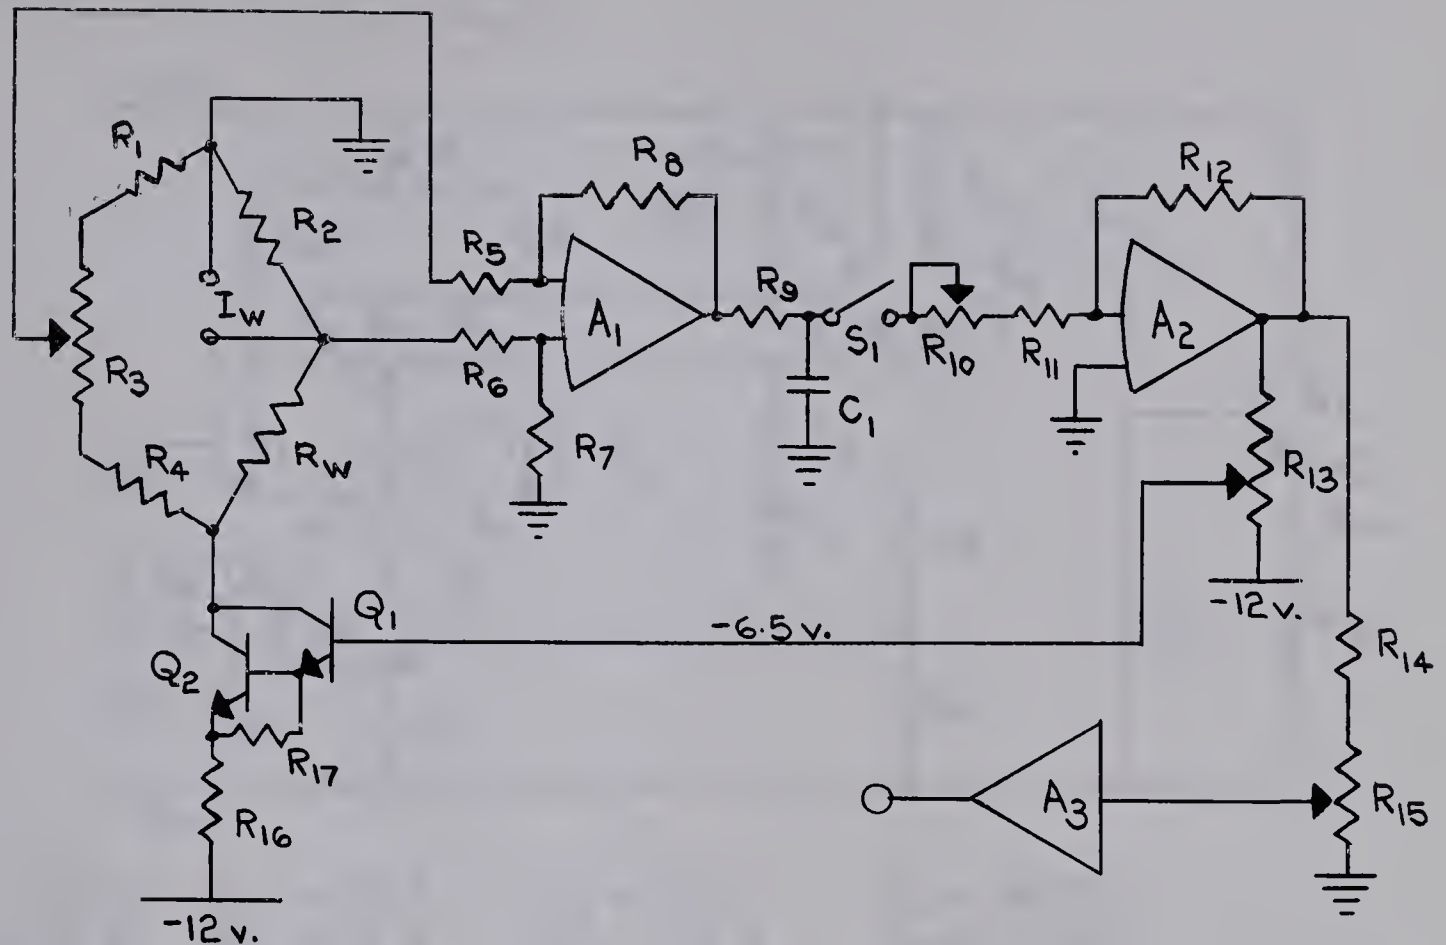 R1
R2
Iw
R3
R4
Rw
R5
R6
R8
A1
R7
R9
C1
S1
R10
R11
R12
A2
R13
-12 v.
Q1
-6.5 v.
Q2
R17
R16
-12 v.
R14
R15
A3